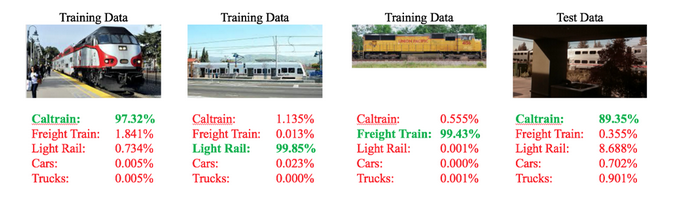 Training Data
Caltrain: 97.32%
Freight Train: 1.841%
Light Rail: 0.734%
Cars: 0.005%
Trucks: 0.005%
Training Data
Caltrain: 1.135%
Freight Train: 0.013%
Light Rail: 99.85%
Cars: 0.023%
Trucks: 0.000%
Training Data
Caltrain: 0.555%
Freight Train: 99.43%
Light Rail: 0.001%
Cars: 0.000%
Trucks: 0.001%
Test Data
Caltrain: 89.35%
Freight Train: 0.355%
Light Rail: 8.688%
Cars: 0.702%
Trucks: 0.901%